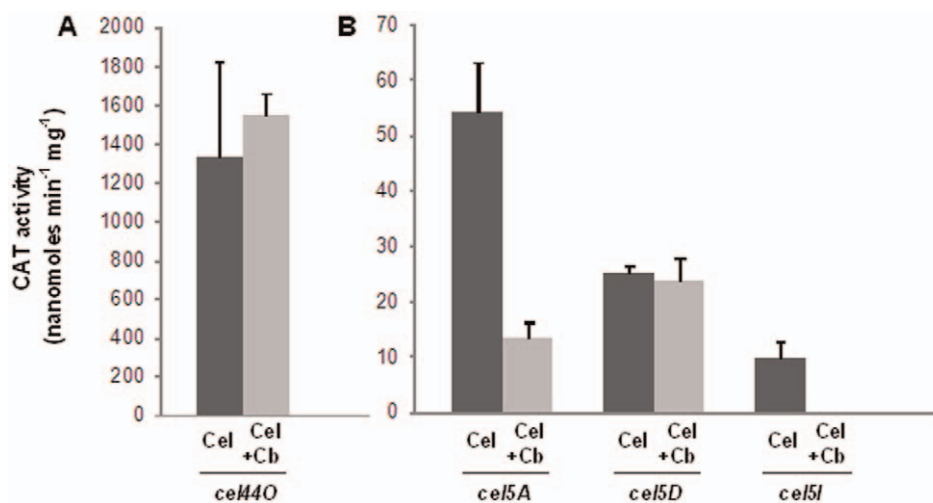 A
B
CAT activity
(nanomoles min-1 mg-1)
2000
1800
1600
1400
1200
1000
800
600
400
200
0
70
60
50
40
30
20
10
0
Cel
Cel
+Cb
cel44O
Cel
Cel
+Cb
cel5A
Cel
Cel
+Cb
cel5D
Cel
Cel
+Cb
cel5I